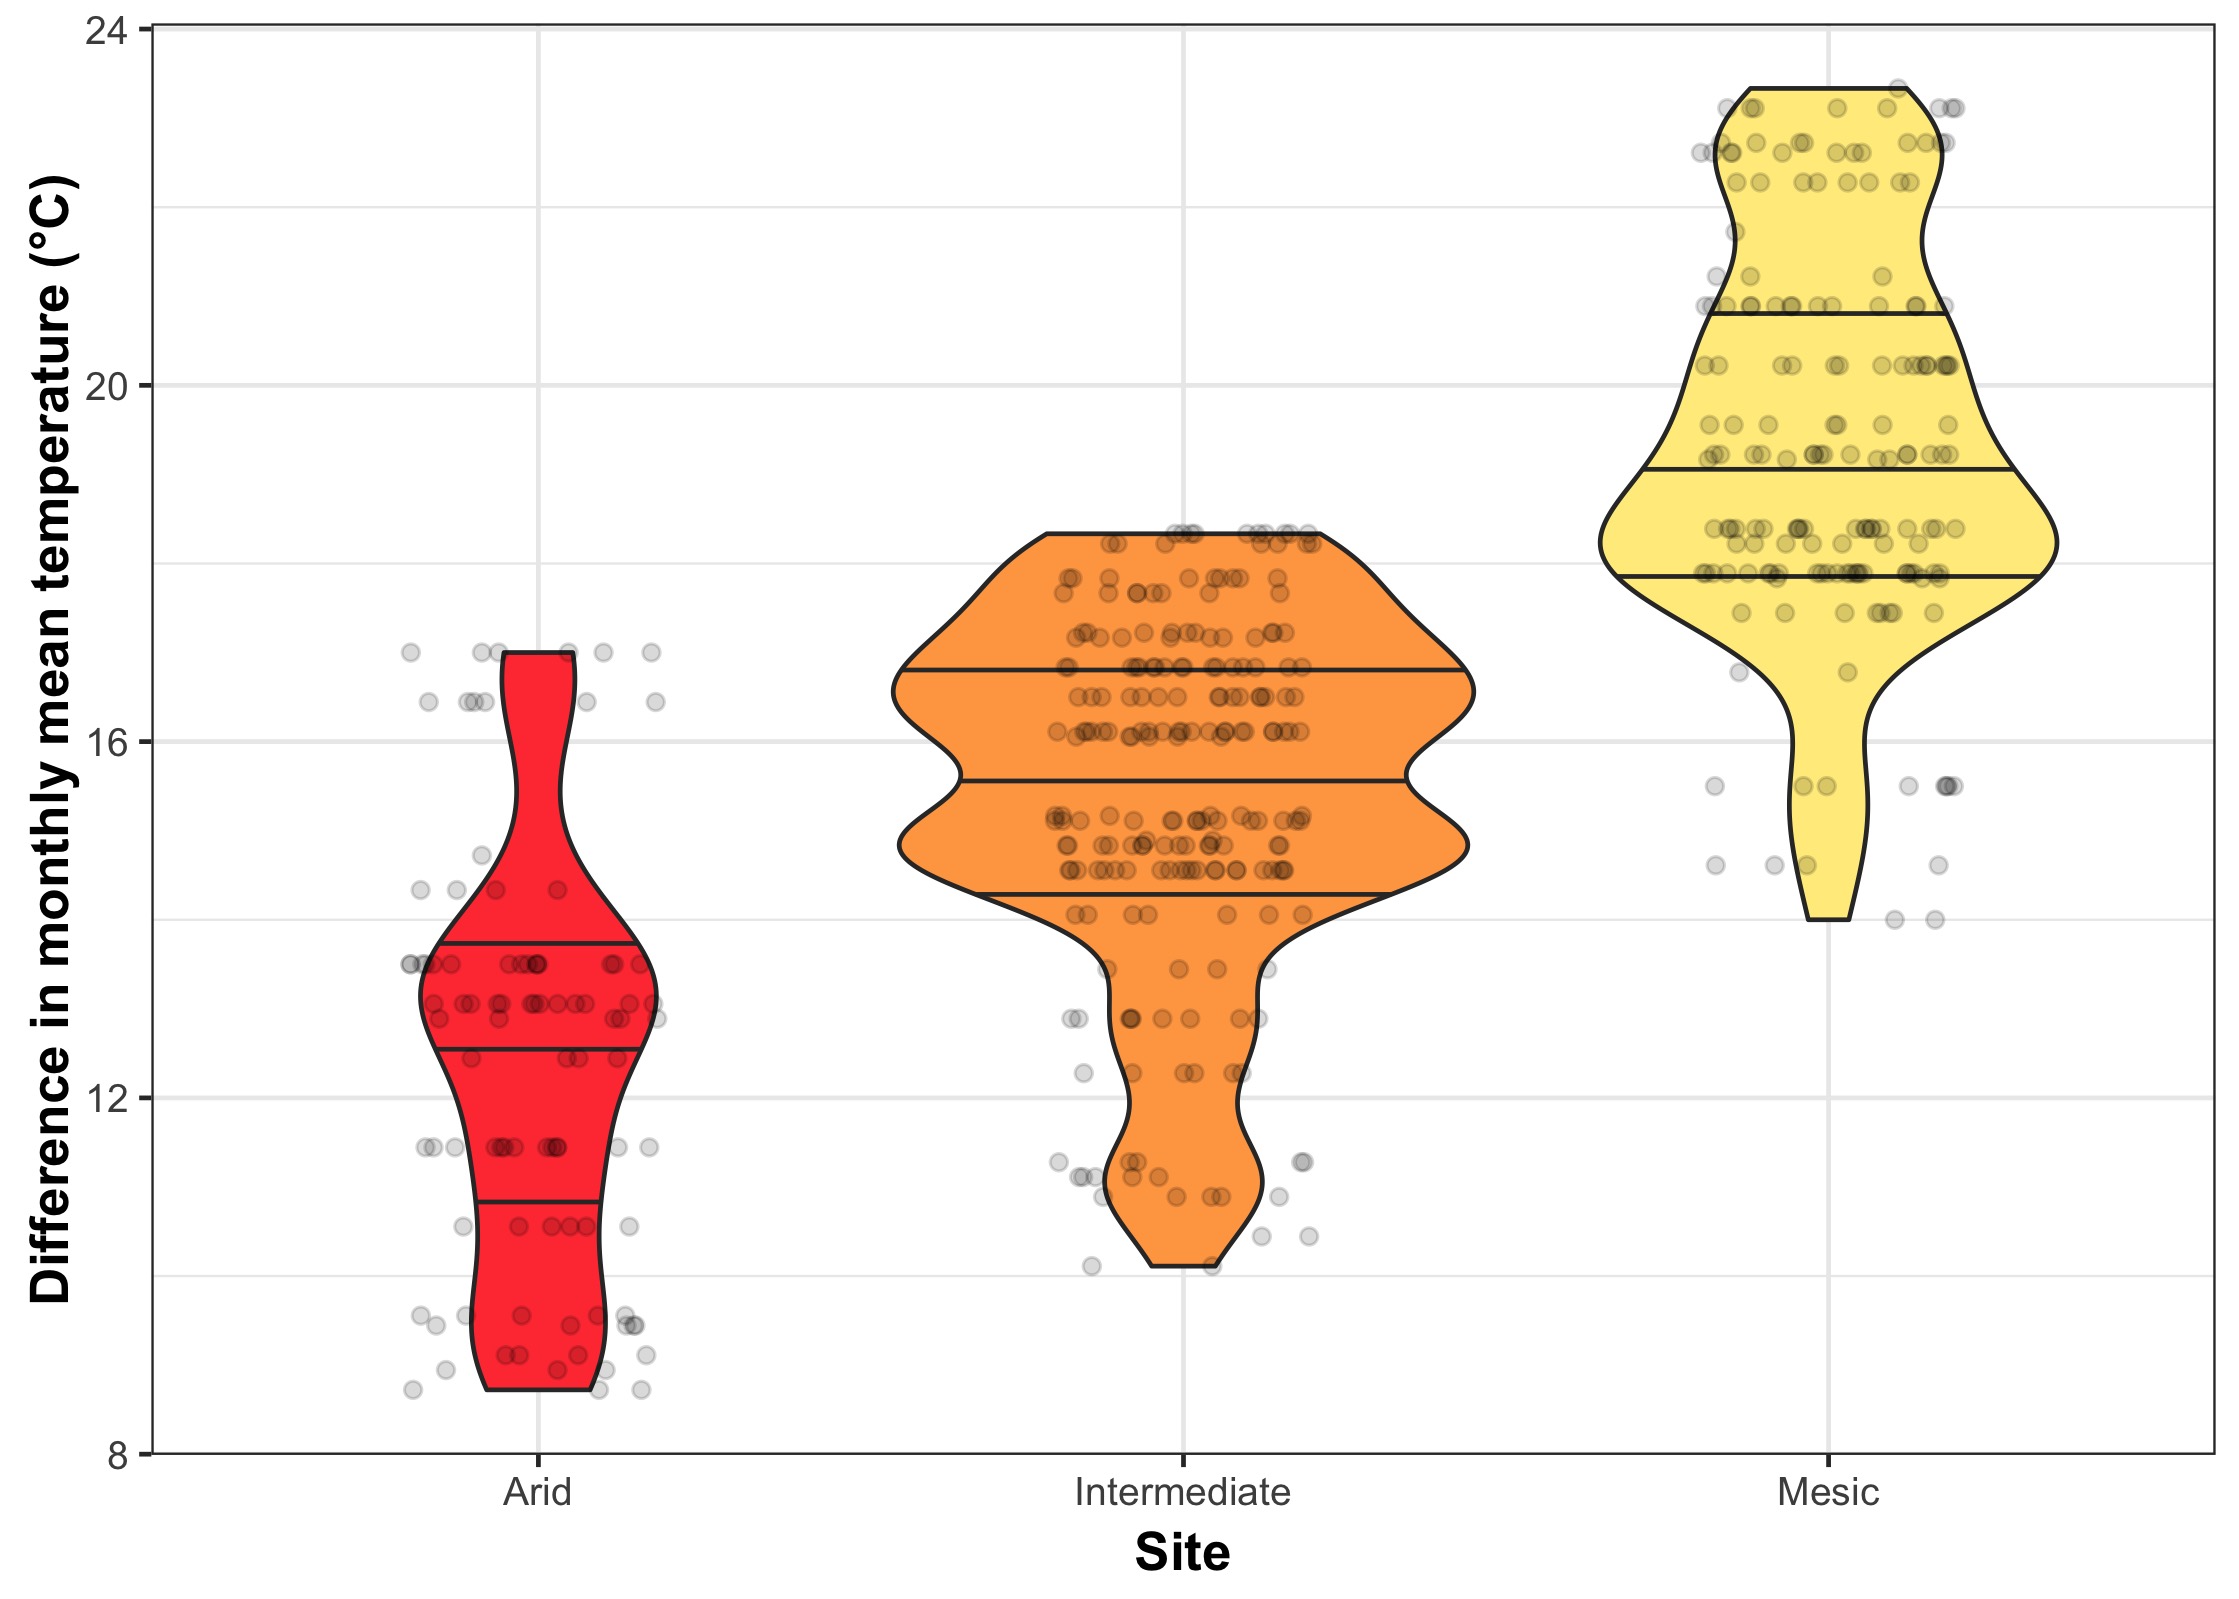 Difference in monthly mean temperature (°C)
24
20
16
12
8
Arid Intermediate Mesic
Site